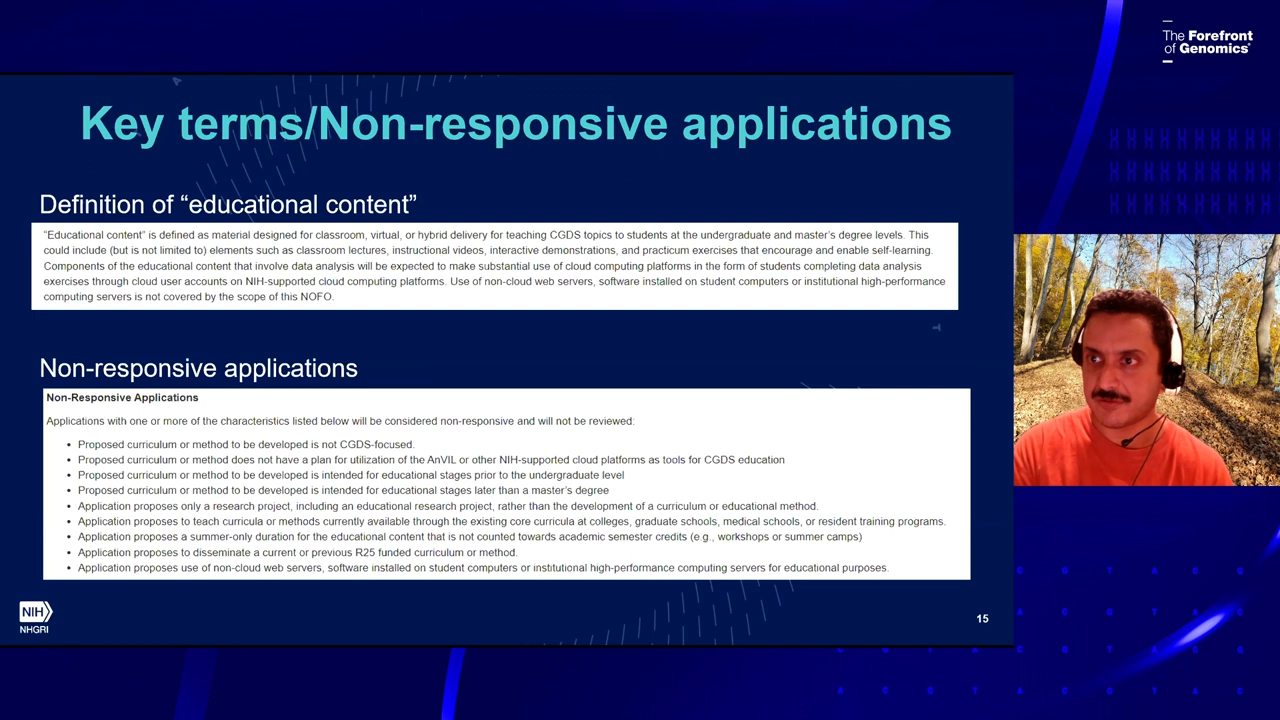 The Forefront
of Genomics®
Key terms/Non-responsive applications
Definition of “educational content”
“Educational content” is defined as material designed for classroom, virtual, or hybrid delivery for teaching CGDS topics to students at the undergraduate and master’s degree levels. This
could include (but is not limited to) elements such as classroom lectures, instructional videos, interactive demonstrations, and practicum exercises that encourage and enable self-learning.
Components of the educational content that involve data analysis will be expected to make substantial use of cloud computing platforms in the form of students completing data analysis
exercises through cloud user accounts on NIH-supported cloud computing platforms. Use of non-cloud web servers, software installed on student computers or institutional high-performance
computing servers is not covered by the scope of this NOFO.
Non-responsive applications
Non-Responsive Applications
Applications with one or more of the characteristics listed below will be considered non-responsive and will not be reviewed:
• Proposed curriculum or method to be developed is not CGDS-focused.
• Proposed curriculum or method does not have a plan for utilization of the AnVIL or other NIH-supported cloud platforms as tools for CGDS education
• Proposed curriculum or method to be developed is intended for educational stages prior to the undergraduate level
• Proposed curriculum or method to be developed is intended for educational stages later than a master’s degree
• Application proposes only a research project, including an educational research project, rather than the development of a curriculum or educational method.
• Application proposes to teach curricula or methods currently available through the existing core curricula at colleges, graduate schools, medical schools, or resident training programs.
• Application proposes a summer-only duration for the educational content that is not counted towards academic semester credits (e.g., workshops or summer camps)
• Application proposes to disseminate a current or previous R25 funded curriculum or method.
• Application proposes use of non-cloud web servers, software installed on student computers or institutional high-performance computing servers for educational purposes.
NIH
NHGRI
15